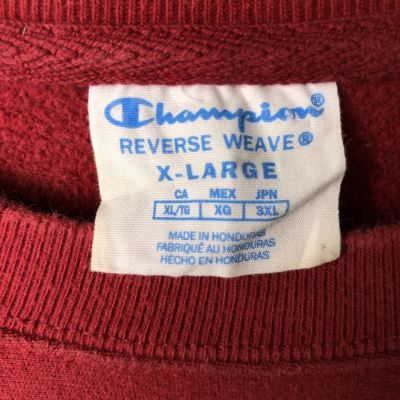 Champion®
REVERSE WEAVE®
X-LARGE
CA MEX JPN
XL/TG XG 3XL
MADE IN HONDURAS
FABRIQUÉ AU HONDURAS
HECHO EN HONDURAS